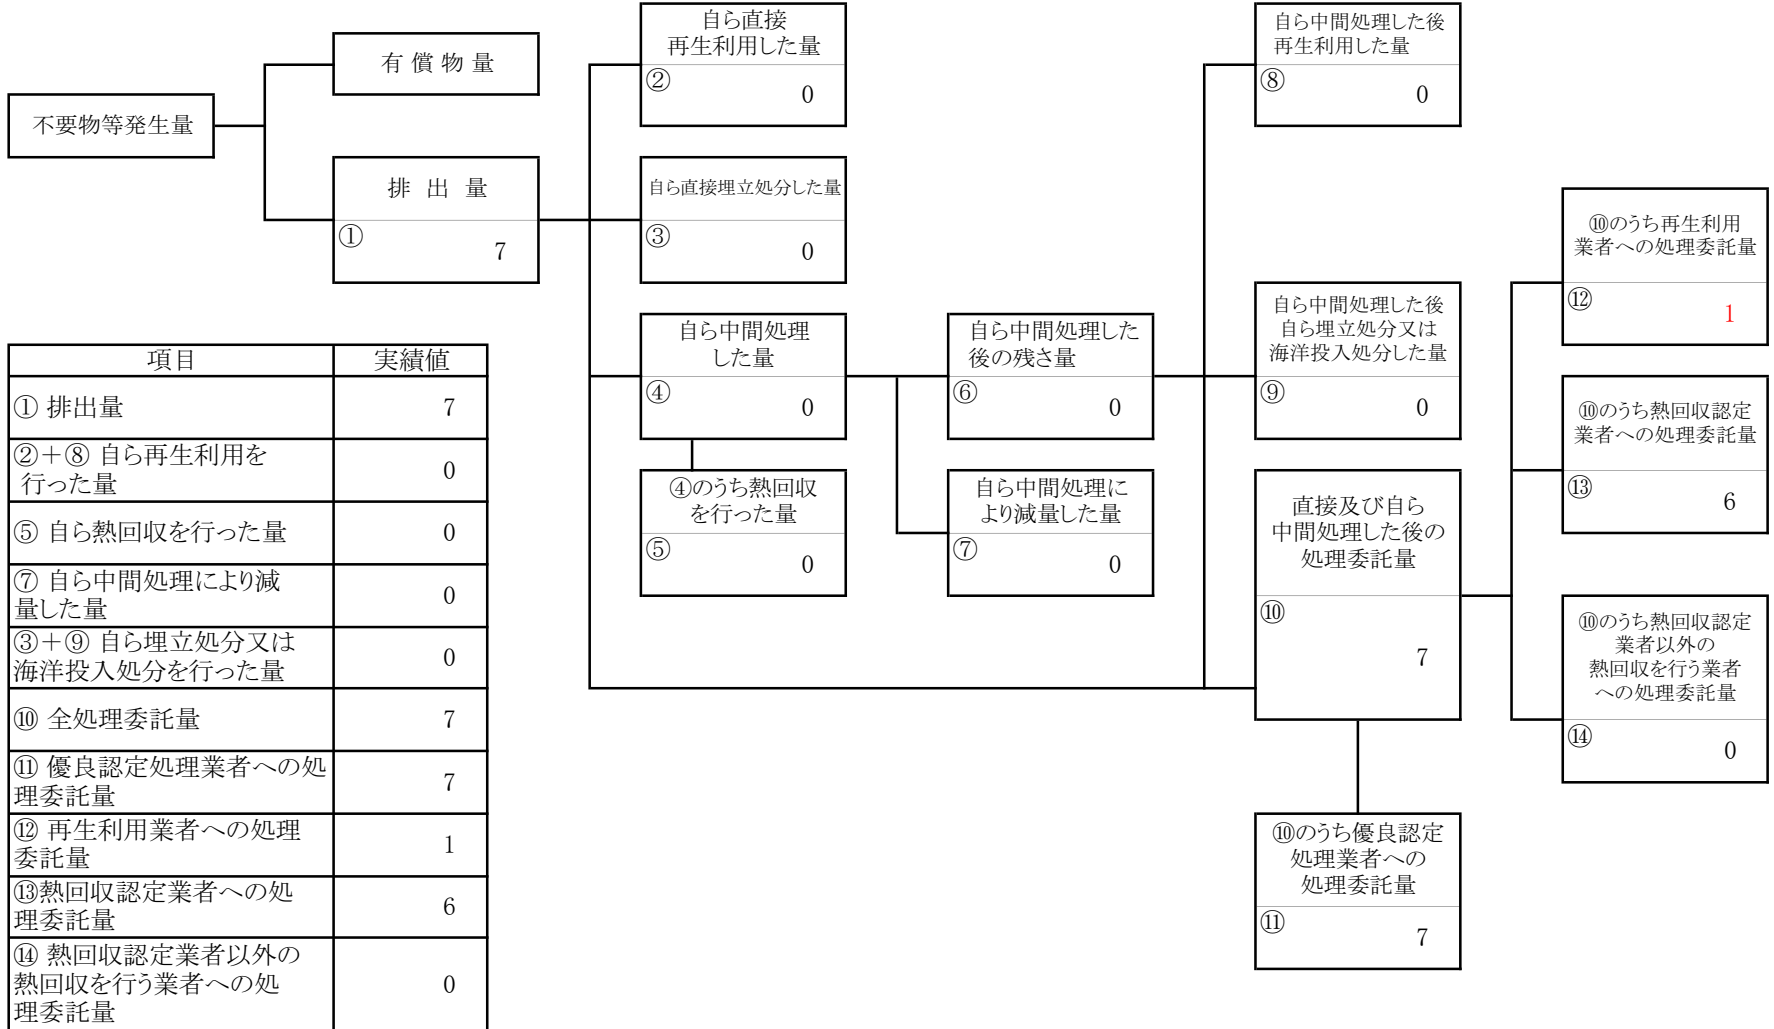 不要物等発生量
有 償 物 量
排 出 量
①
7
自ら直接
再生利用した量
②
0
自ら直接埋立処分した量
③
0
自ら中間処理
した量
④
0
④のうち熱回収
を行った量
⑤
0
自ら中間処理した
後の残さ量
⑥
0
自ら中間処理に
より減量した量
⑦
0
自ら中間処理した後
再生利用した量
⑧
0
自ら中間処理した後
自ら埋立処分又は
海洋投入処分した量
⑨
0
直接及び自ら
中間処理した後の
処理委託量
⑩
7
⑩のうち優良認定
処理業者への
処理委託量
⑪
7
⑩のうち再生利用
業者への処理委託量
⑫
1
⑩のうち熱回収認定
業者への処理委託量
⑬
6
⑩のうち熱回収認定
業者以外の
熱回収を行う業者
への処理委託量
⑭
0
項目 実績値
① 排出量 7
②+⑧ 自ら再生利用を
行った量 0
⑤ 自ら熱回収を行った量 0
⑦ 自ら中間処理により減
量した量 0
③+⑨ 自ら埋立処分又は
海洋投入処分を行った量 0
⑩ 全処理委託量 7
⑪ 優良認定処理業者への処
理委託量 7
⑫ 再生利用業者への処理
委託量 1
⑬熱回収認定業者への処
理委託量 6
⑭ 熱回収認定業者以外の
熱回収を行う業者への処
理委託量 0